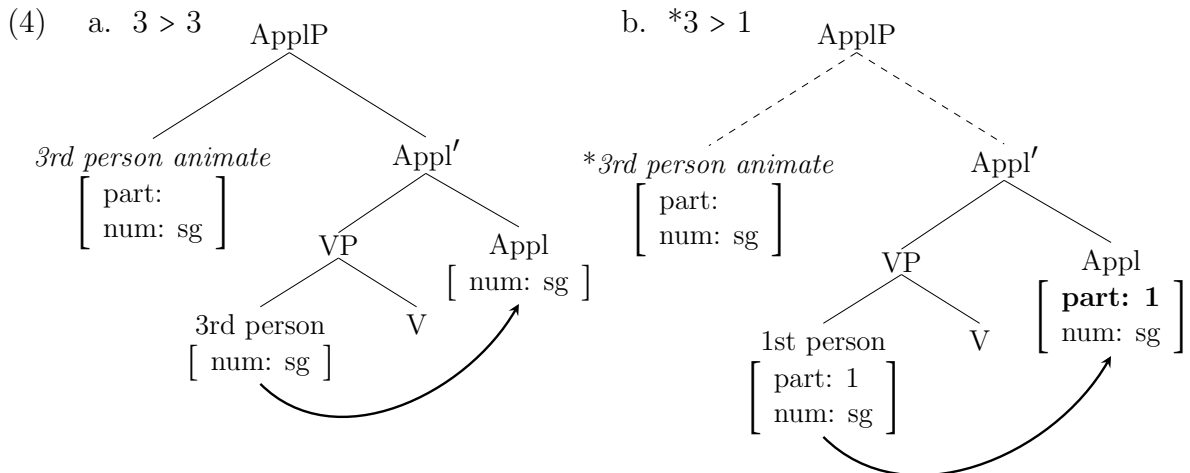 (4) a. 3 > 3
ApplP
3rd person animate
part:
num: sg
Appl′
VP
Appl
[ num: sg ]
3rd person
[ num: sg ]
V
b. *3 > 1
ApplP
*3rd person animate
part:
num: sg
Appl′
VP
Appl
part: 1
num: sg
1st person
part: 1
num: sg
V